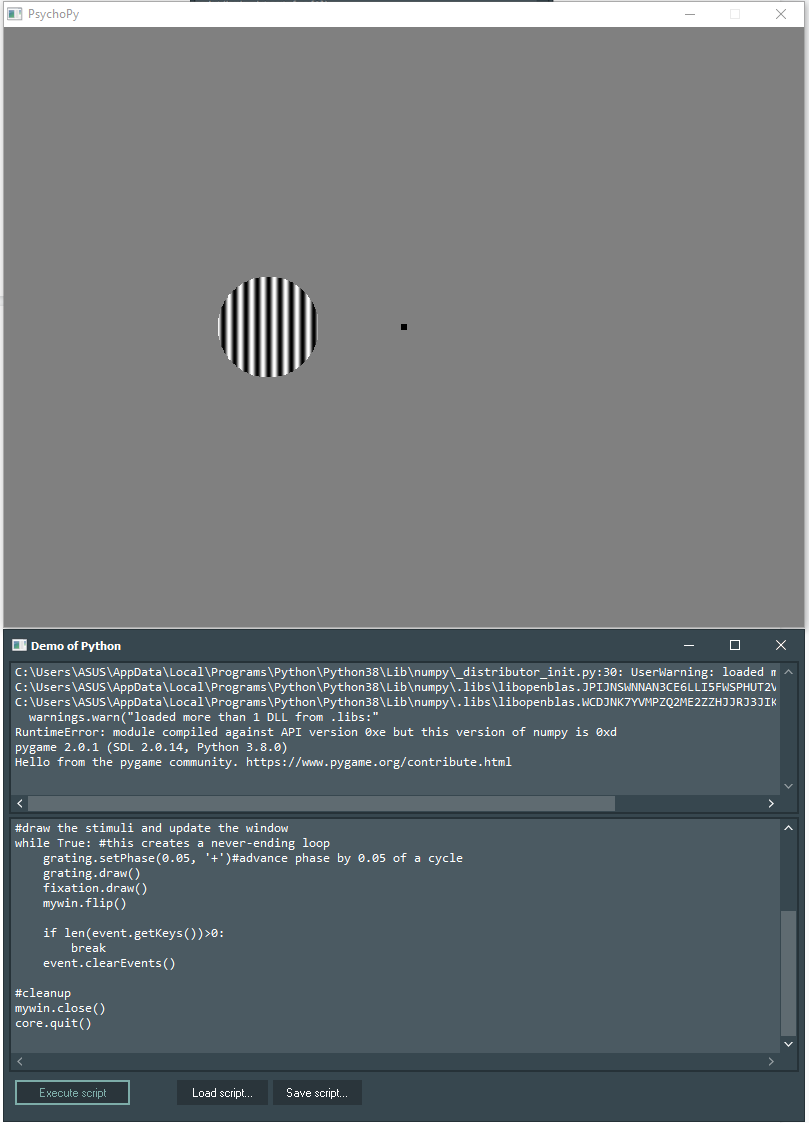 PsychoPy
Demo of Python
C:\Users\ASUS\AppData\Local\Programs\Python\Python38\Lib\numpy\_distributor_init.py:30: UserWarning: loaded m
C:\Users\ASUS\AppData\Local\Programs\Python\Python38\Lib\numpy\.libs\libopenblas.JPIJNSWNNAN3CE6LLI5FWSPHUT2V
C:\Users\ASUS\AppData\Local\Programs\Python\Python38\Lib\numpy\.libs\libopenblas.WCDJNK7YVMPZQ2ME2ZZHJJRJ3JIK
  warnings.warn("loaded more than 1 DLL from .libs:"
RuntimeError: module compiled against API version 0xe but this version of numpy is 0xd
pygame 2.0.1 (SDL 2.0.14, Python 3.8.0)
Hello from the pygame community. https://www.pygame.org/contribute.html
#draw the stimuli and update the window
while True: #this creates a never-ending loop
    grating.setPhase(0.05, '+')#advance phase by 0.05 of a cycle
    grating.draw()
    fixation.draw()
    mywin.flip()
    if len(event.getKeys())>0:
        break
    event.clearEvents()
#cleanup
mywin.close()
core.quit()
Execute script
Load script...
Save script...